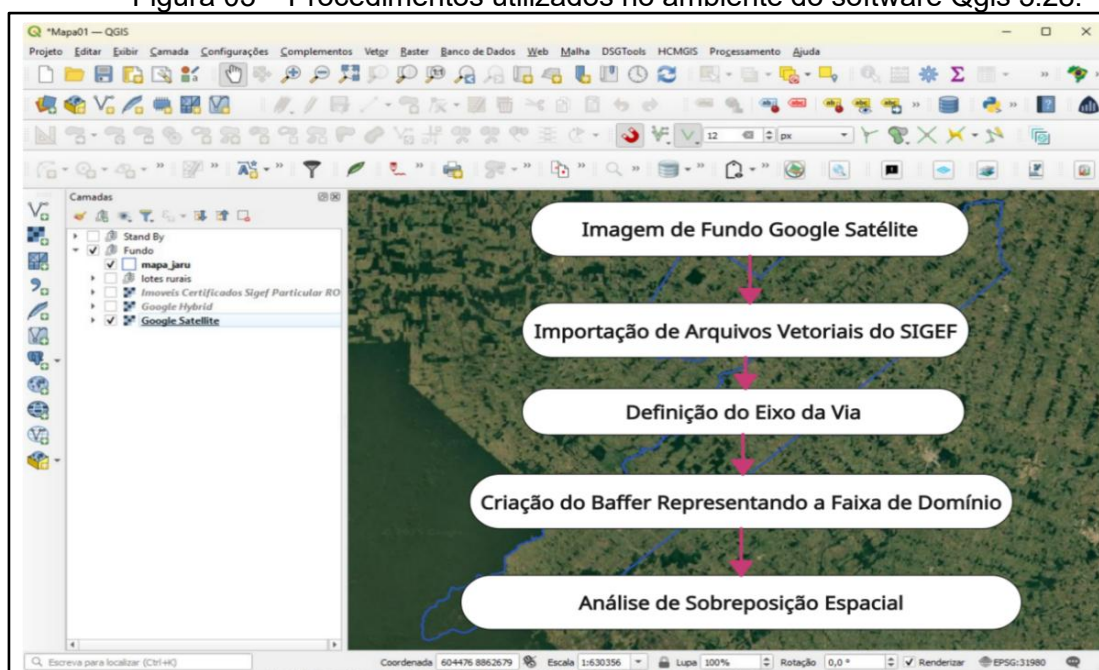 Figura 03 – Procedimentos utilizados no ambiente do software Qgis 3.28.
*Mapa01 — QGIS
Projeto Editar Exibir Camada Configurações Complementos Vetor Raster Banco de Dados Web Malha DSGTools HCMGIS Processamento Ajuda
12 px
Camadas
Stand By
Fundo
mapa_jaru
lotes rurais
Imoveis Certificados Sigef Particular RO
Google Hybrid
Google Satellite
Imagem de Fundo Google Satélite
Importação de Arquivos Vetoriais do SIGEF
Definição do Eixo da Via
Criação do Baffer Representando a Faixa de Domínio
Análise de Sobreposição Espacial
Escreva para localizar (Ctrl+K) Coordenada 604476 8862679 Escala 1:630356 Lupa 100% Rotação 0,0 ° Renderizar EPSG:31980